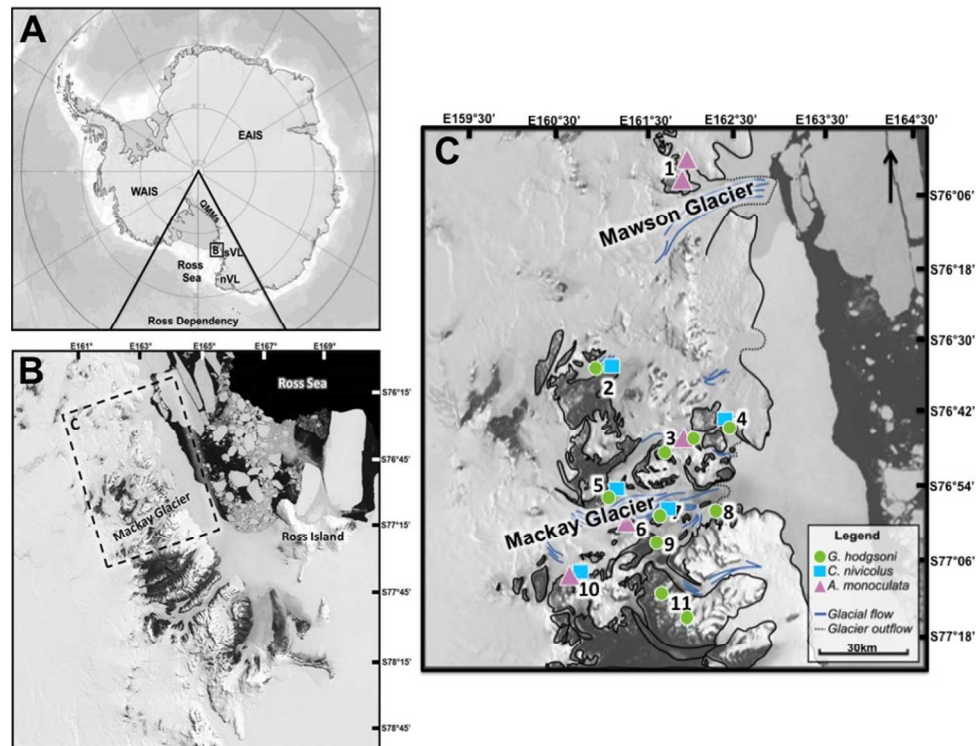 A
EAIS
WAIS
QMMs
B
sVL
Ross
Sea
nVL
Ross Dependency
B
E161°
E163°
E165°
E167°
E169°
Ross Sea
S76°15'
C
S76°45'
Mackay Glacier
S77°15'
Ross Island
S77°45'
S78°15'
S78°45'
E159°30'
E160°30'
E161°30'
E162°30'
E163°30'
E164°30'
C
1
S76°06'
Mawson Glacier
S76°18'
S76°30'
2
S76°42'
4
3
S76°54'
5
Mackay Glacier
7
8
6
9
Legend
G. hodgsoni
C. nivicolus
A. monoculata
Glacial flow
Glacier outflow
30km
S77°06'
10
11
S77°18'